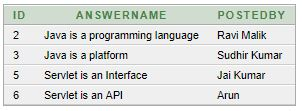 ID ANSWERNAME POSTEDBY
2 Java is a programming language Ravi Malik
3 Java is a platform Sudhir Kumar
5 Servlet is an Interface Jai Kumar
6 Servlet is an API Arun